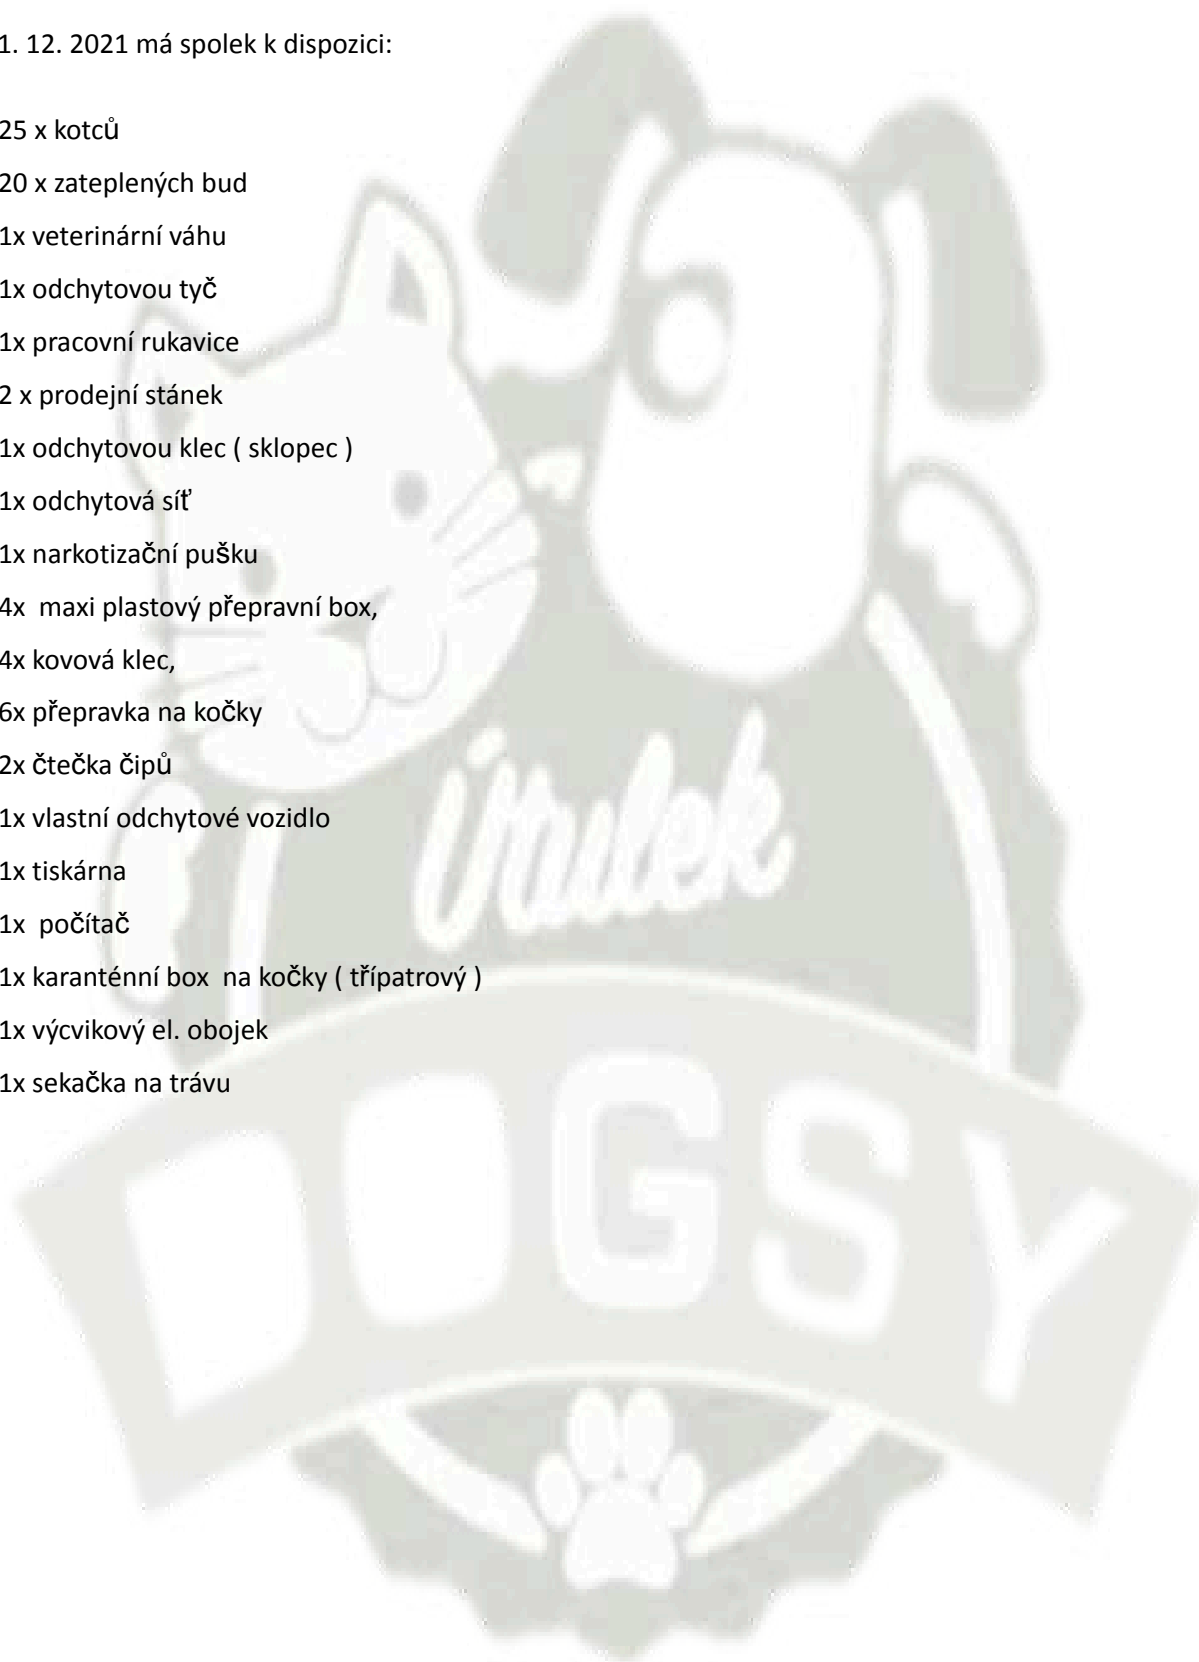 1. 12. 2021 má spolek k dispozici:
25 x kotců
20 x zateplených bud
1x veterinární váhu
1x odchytovou tyč
1x pracovní rukavice
2 x prodejní stánek
1x odchytovou klec ( sklopec )
1x odchytová síť
1x narkotizační pušku
4x  maxi plastový přepravní box,
4x kovová klec,
6x přepravka na kočky
2x čtečka čipů
1x vlastní odchytové vozidlo
1x tiskárna
1x  počítač
1x karanténní box  na kočky ( třípatrový )
1x výcvikový el. obojek
1x sekačka na trávu
DOGSY